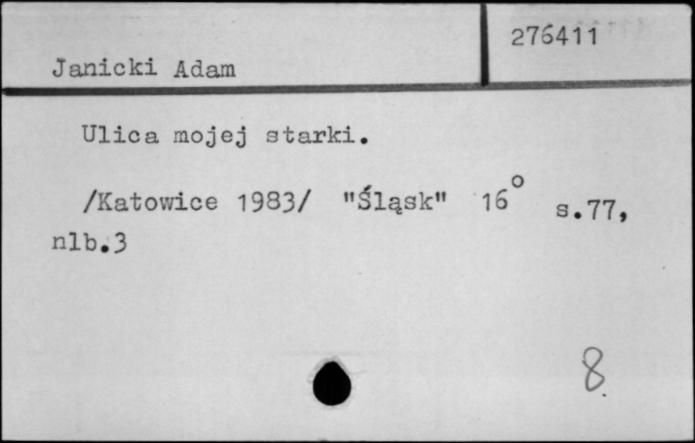 276411
Janicki Adam
Ulica mojej starki.
/Katowice 1983/ "Śląsk" 16° s.77,
nlb.3
8